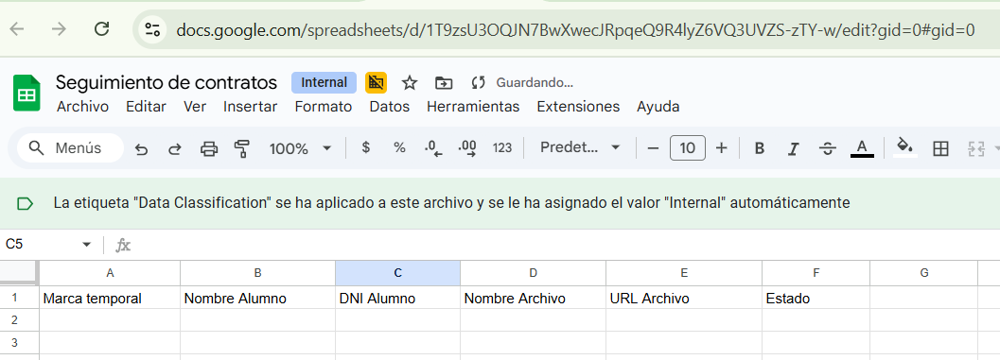 docs.google.com/spreadsheets/d/1T9zsU3OQJN7BwXwecJRpqeQ9R4lyZ6VQ3UVZS-zTY-w/edit?gid=0#gid=0
Seguimiento de contratos Internal Guardando...
Archivo Editar Ver Insertar Formato Datos Herramientas Extensiones Ayuda
Menús 100% $ % .0 .00 123 Predet... 10 B I A
La etiqueta "Data Classification" se ha aplicado a este archivo y se le ha asignado el valor "Internal" automáticamente
C5 fx
A B C D E F G
1 Marca temporal Nombre Alumno DNI Alumno Nombre Archivo URL Archivo Estado
2
3